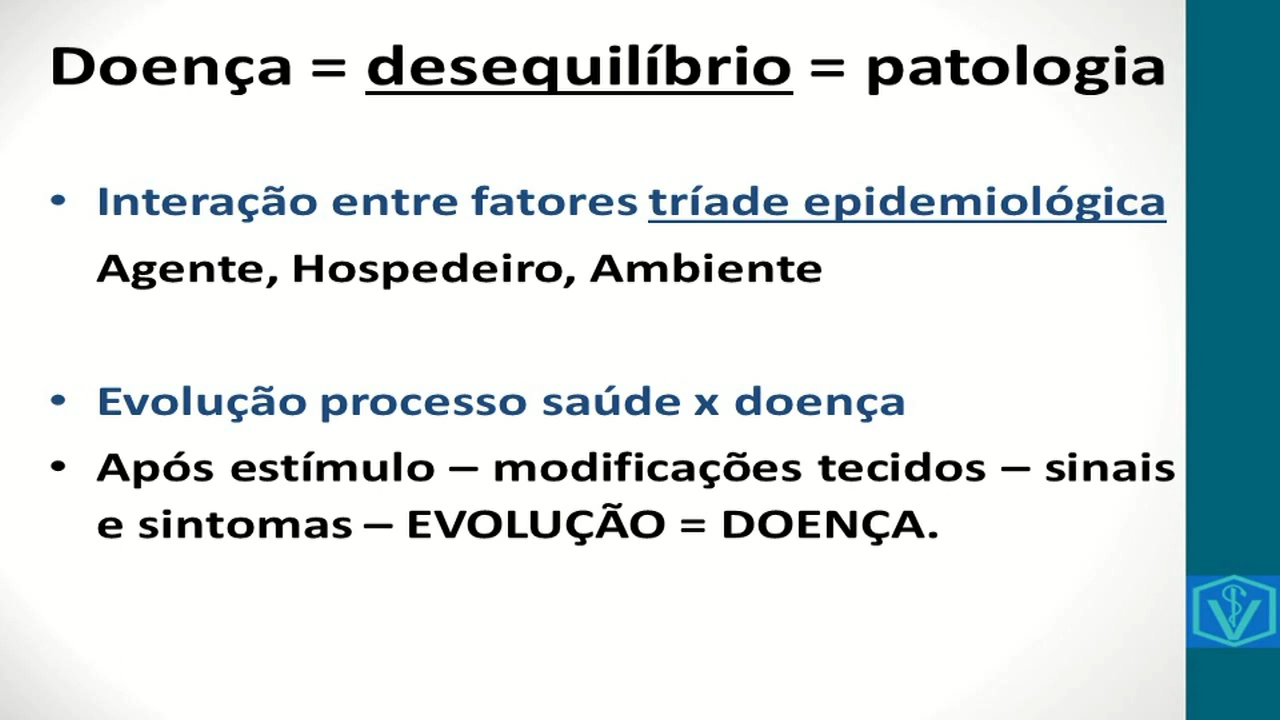 Doença = desequilíbrio = patologia
• Interação entre fatores tríade epidemiológica
Agente, Hospedeiro, Ambiente
• Evolução processo saúde x doença
• Após estímulo – modificações tecidos – sinais
e sintomas – EVOLUÇÃO = DOENÇA.